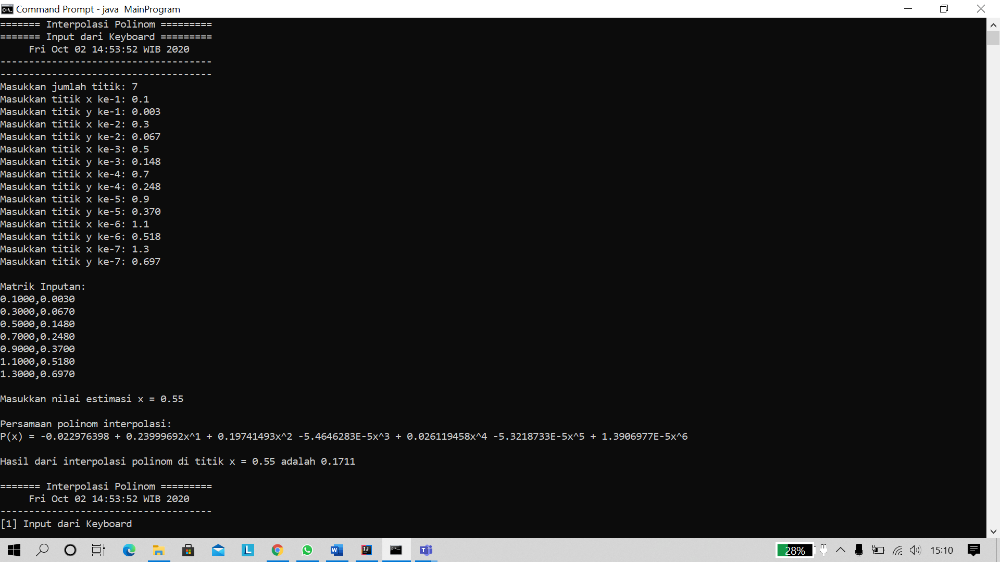 Command Prompt - java  MainProgram
======= Interpolasi Polinom =========
======= Input dari Keyboard =========
     Fri Oct 02 14:53:52 WIB 2020
-------------------------------------
-------------------------------------
Masukkan jumlah titik: 7
Masukkan titik x ke-1: 0.1
Masukkan titik y ke-1: 0.003
Masukkan titik x ke-2: 0.3
Masukkan titik y ke-2: 0.067
Masukkan titik x ke-3: 0.5
Masukkan titik y ke-3: 0.148
Masukkan titik x ke-4: 0.7
Masukkan titik y ke-4: 0.248
Masukkan titik x ke-5: 0.9
Masukkan titik y ke-5: 0.370
Masukkan titik x ke-6: 1.1
Masukkan titik y ke-6: 0.518
Masukkan titik x ke-7: 1.3
Masukkan titik y ke-7: 0.697
Matrik Inputan:
0.1000,0.0030
0.3000,0.0670
0.5000,0.1480
0.7000,0.2480
0.9000,0.3700
1.1000,0.5180
1.3000,0.6970
Masukkan nilai estimasi x = 0.55
Persamaan polinom interpolasi:
P(x) = -0.022976398 + 0.23999692x^1 + 0.19741493x^2 -5.4646283E-5x^3 + 0.026119458x^4 -5.3218733E-5x^5 + 1.3906977E-5x^6
Hasil dari interpolasi polinom di titik x = 0.55 adalah 0.1711
======= Interpolasi Polinom =========
     Fri Oct 02 14:53:52 WIB 2020
-------------------------------------
[1] Input dari Keyboard
28% 15:10